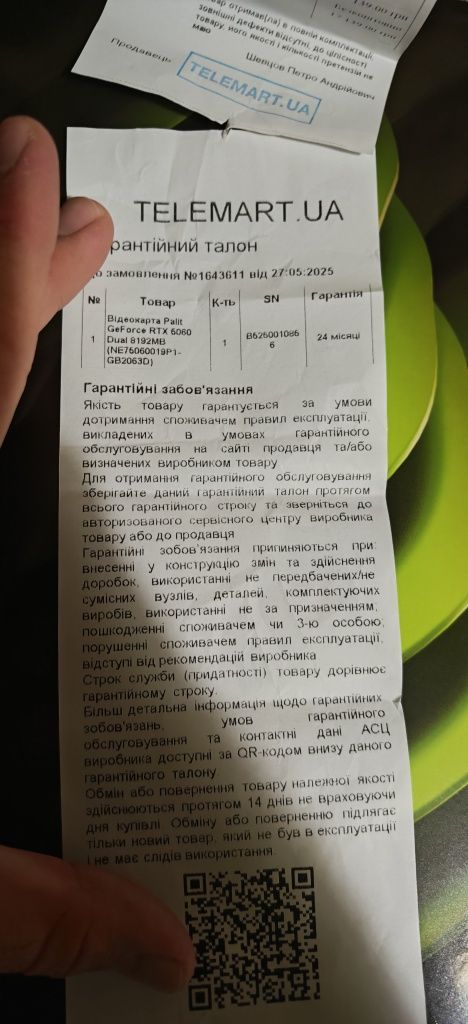 149.00 грн
отримав(ла) в повній комплектації,
зовнішні дефекти відсутні, до цілісності
товару, його якості і кількості претензій не
маю
Продавець Шевцов Петро Андрійович
TELEMART.UA
TELEMART.UA
рантійний талон
до замовлення №1643611 від 27.05.2025
№ Товар К-ть SN Гарантія
1 Відеокарта Palit GeForce RTX 5060 Dual 8192MB (NE75060019P1-GB2063D) 1 24 місяці
Гарантійні забов'язання
Якість товару гарантується за умови
дотримання споживачем правил експлуатації,
викладених в умовах гарантійного
обслуговування на сайті продавця та/або
визначених виробником товару
Для отримання гарантійного обслуговування
зберігайте даний гарантійний талон протягом
всього гарантійного строку та зверніться до
авторизованого сервісного центру виробника
товару або до продавця
Гарантійні зобов'язання припиняються при:
внесенні у конструкцію змін та здійснення
доробок, використанні не передбачених/не
сумісних вузлів, деталей, комплектуючих
виробів, використанні не за призначенням,
пошкодженні споживачем чи 3-ю особою,
порушенні споживачем правил експлуатації,
відступі від рекомендацій виробника
Строк служби (придатності) товару дорівнює
гарантійному строку.
Більш детальна інформація щодо гарантійних
зобов'язань, умов гарантійного
обслуговування та контактні дані АСЦ
виробника доступні за QR-кодом внизу даного
гарантійного талону
Обмін або повернення товару належної якості
здійснюються протягом 14 днів не враховуючи
дня купівлі. Обміну або поверненню підлягає
тільки новий товар, який не був в експлуатації
і не має слідів використання.